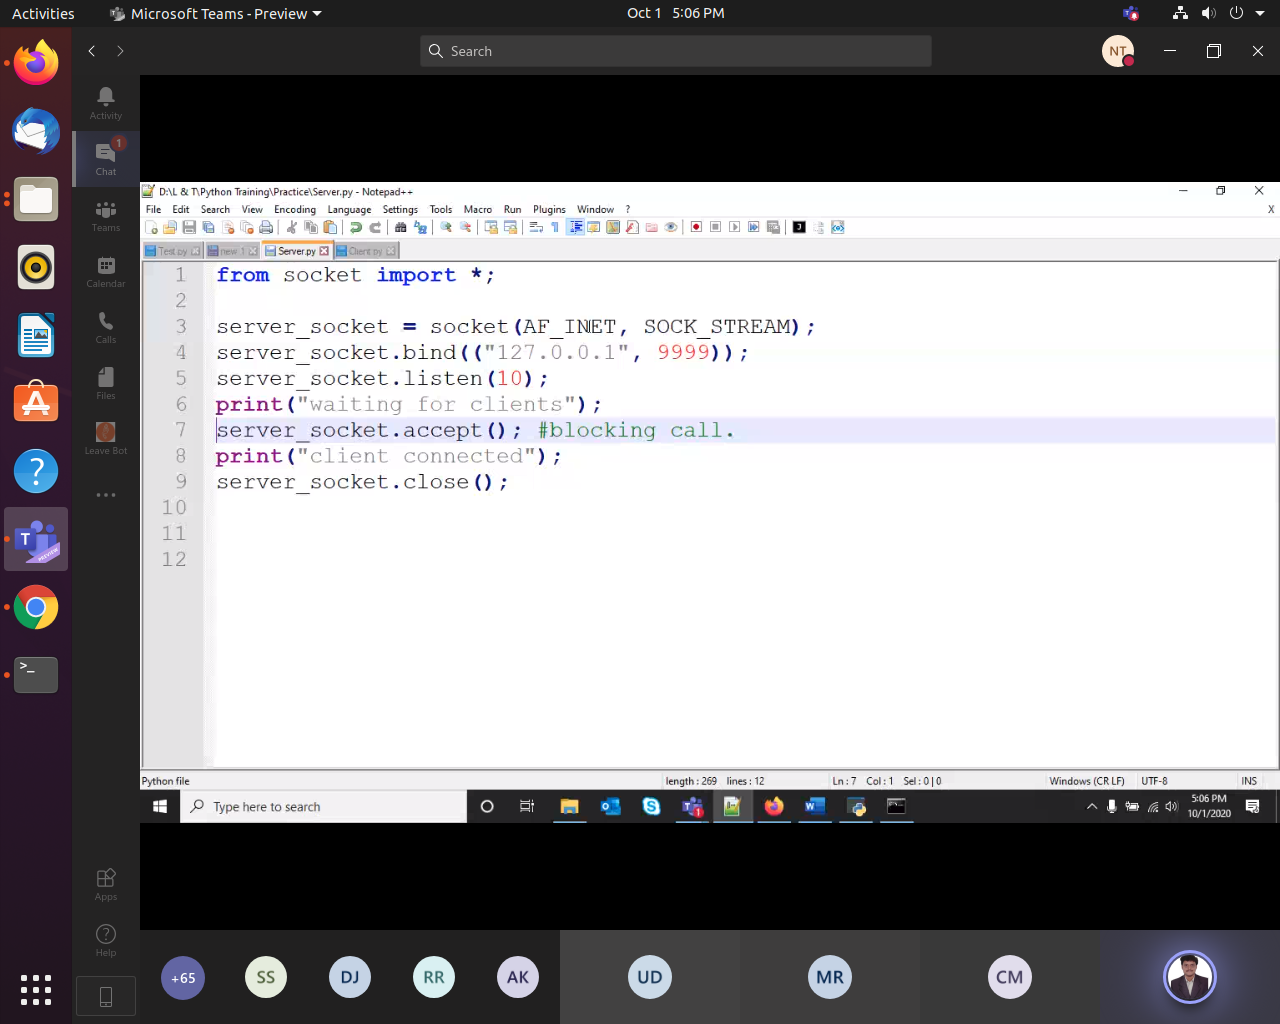 Activities Microsoft Teams - Preview Oct 1 5:06 PM
Search NT
Activity
1
Chat
Teams
Calendar
Calls
Files
Leave Bot
Apps
Help
D:\L & T\Python Training\Practice\Server.py - Notepad++
File Edit Search View Encoding Language Settings Tools Macro Run Plugins Window ? X
Test.py new 1 Server.py Client.py
1 from socket import *;
2
3 server_socket = socket(AF_INET, SOCK_STREAM);
4 server_socket.bind(("127.0.0.1", 9999));
5 server_socket.listen(10);
6 print("waiting for clients");
7 server_socket.accept(); #blocking call.
8 print("client connected");
9 server_socket.close();
10
11
12
Python file length : 269 lines : 12 Ln : 7 Col : 1 Sel : 0 | 0 Windows (CR LF) UTF-8 INS
Type here to search 5:06 PM
10/1/2020
+65 SS DJ RR AK UD MR CM